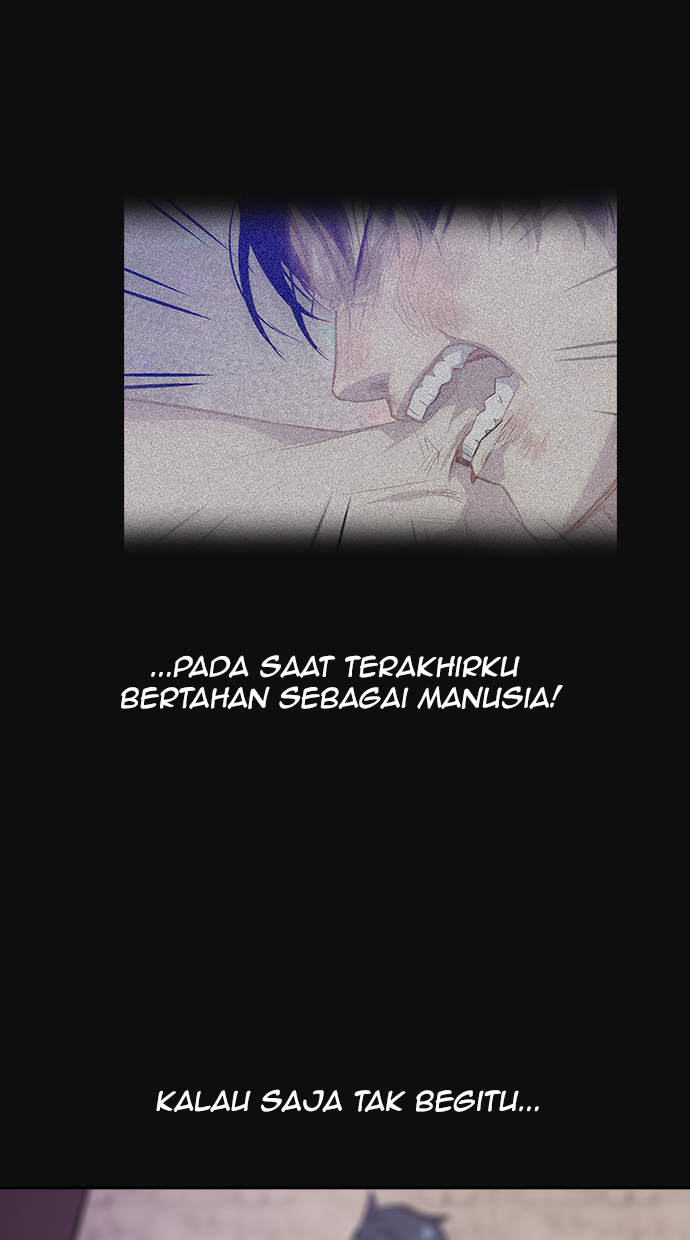 ...PADA SAAT TERAKHIRKU
BERTAHAN SEBAGAI MANUSIA!
KALAU SAJA TAK BEGITU...